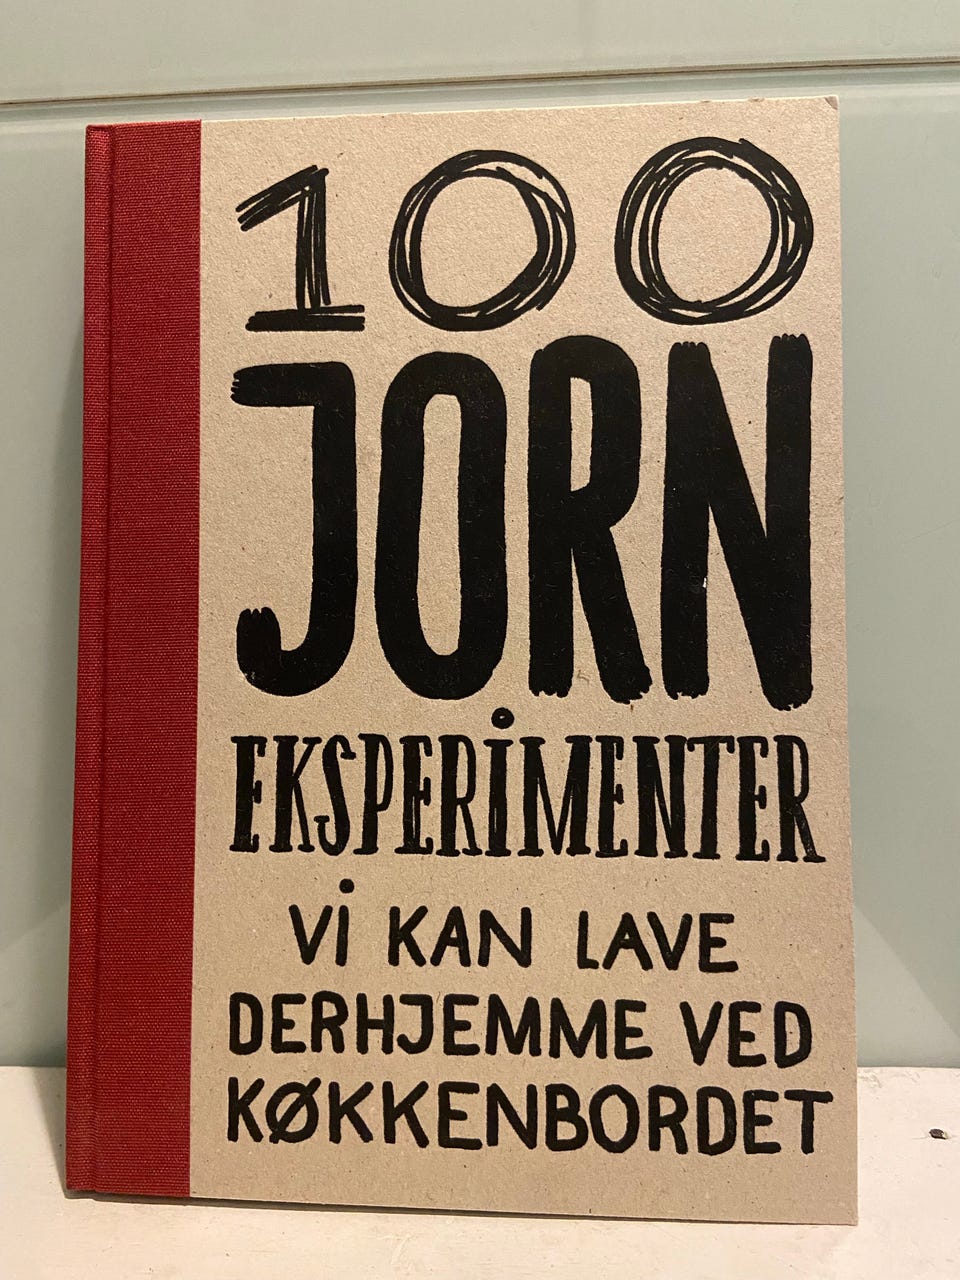 100
JORN
EKSPERiMENTER
Vi KAN LAVE
DERHJEMME VED
KØKKENBORDET